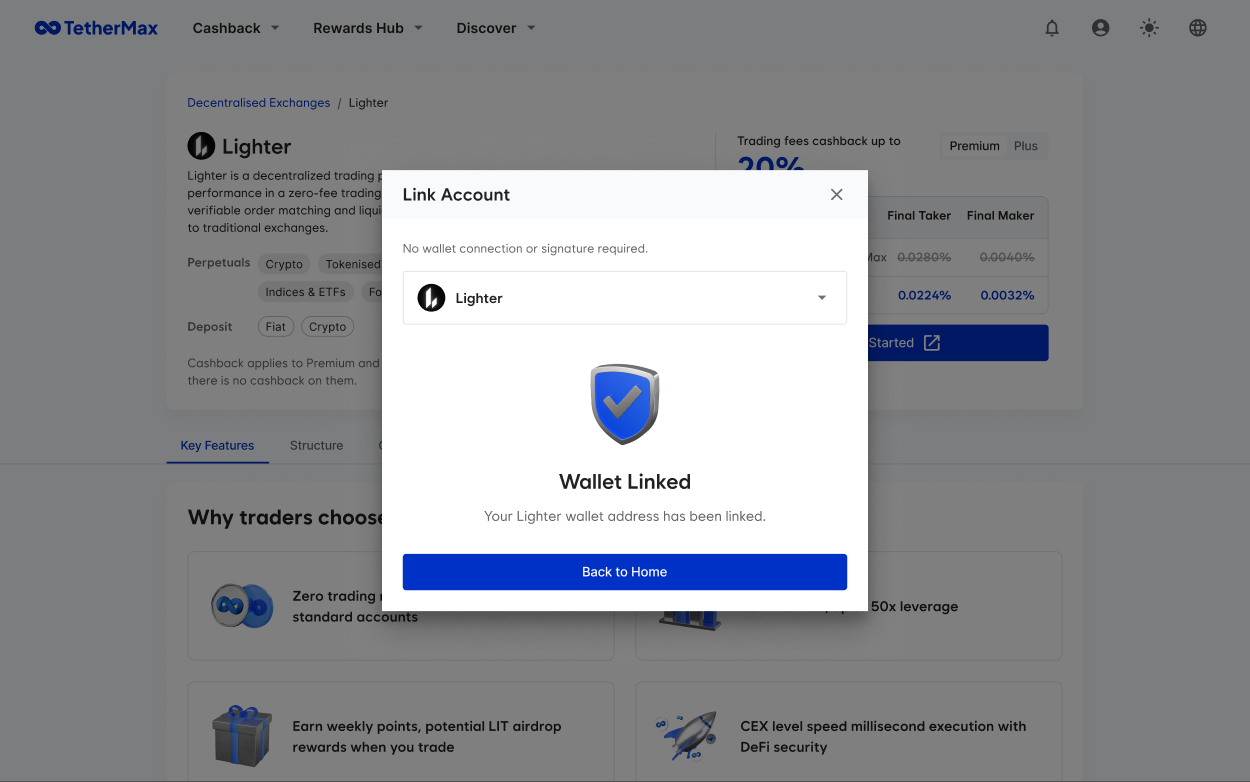 TetherMax
Cashback
Rewards Hub
Discover
Decentralised Exchanges / Lighter
Lighter
Lighter is a decentralized trading
performance in a zero-fee trading
verifiable order matching and
to traditional exchanges.
Perpetuals
Crypto
Tokenised
Indices & ETFs
Deposit
Fiat
Crypto
Cashback applies to Premium and
there is no cashback on them.
Trading fees cashback up to
20%
Premium
Plus
Final Taker
Final Maker
0.0280%
0.0040%
0.0224%
0.0032%
Started
Link Account
No wallet connection or signature required.
Lighter
Wallet Linked
Your Lighter wallet address has been linked.
Back to Home
Key Features
Structure
Why traders choose
Zero trading
standard accounts
50x leverage
Earn weekly points, potential LIT airdrop
rewards when you trade
CEX level speed millisecond execution with
DeFi security